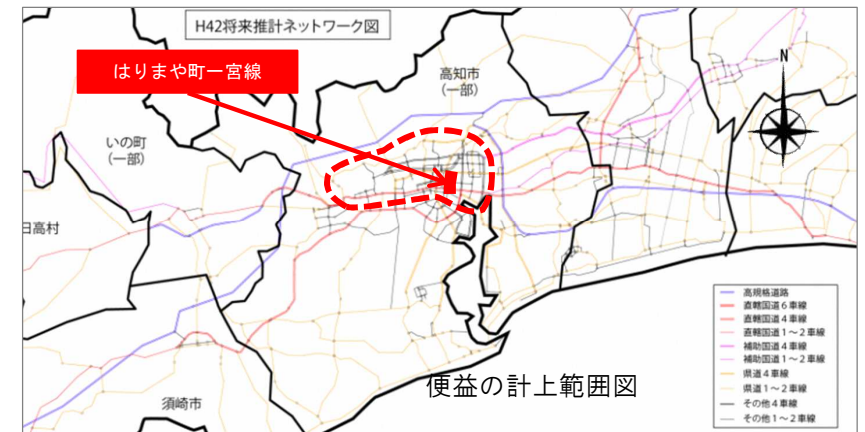 H42将来推計ネットワーク図
はりまや町一宮線
高知市
(一部)
N
いの町
(一部)
日高村
高規格道路
直轄国道6車線
直轄国道4車線
直轄国道1～2車線
補助国道4車線
補助国道1～2車線
県道4車線
県道1～2車線
その他4車線
その他1～2車線
便益の計上範囲図
須崎市